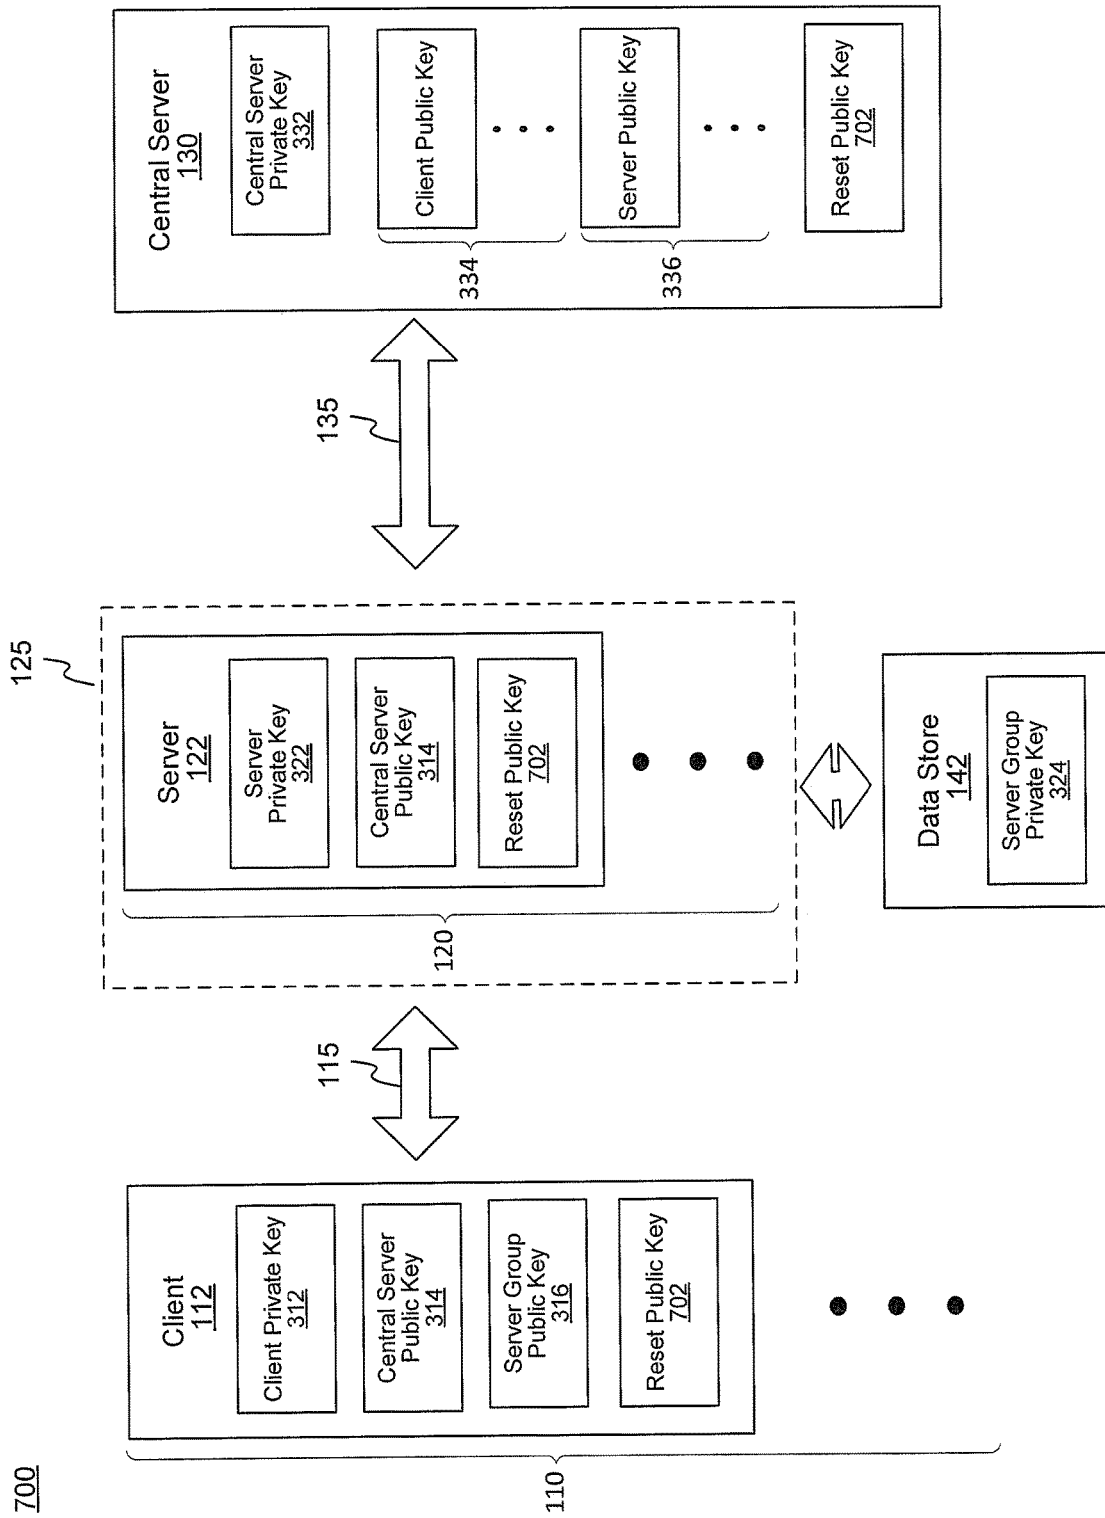 700
110
Client
112
Client Private Key
312
Central Server
Public Key
314
Server Group
Public Key
316
Reset Public Key
702
115
125
120
Server
122
Server
Private Key
322
Central Server
Public Key
314
Reset Public Key
702
Data Store
142
Server Group
Private Key
324
135
Central Server
130
Central Server
Private Key
332
334
Client Public Key
336
Server Public Key
Reset Public Key
702